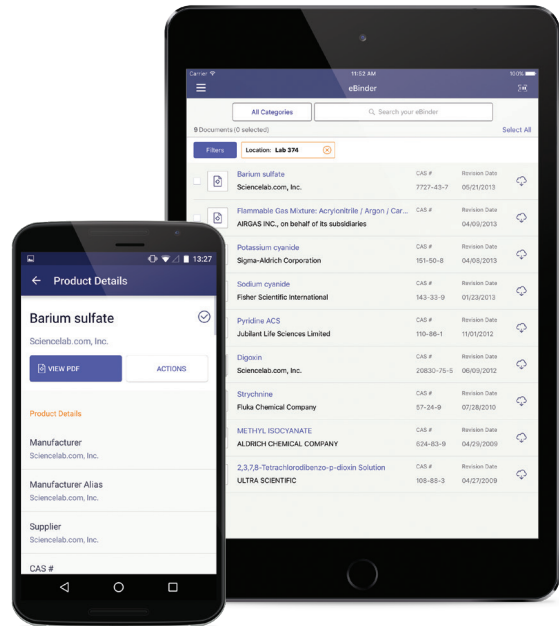 Carrier
11:52 AM
100%
eBinder
All Categories
Search your eBinder
9 Documents (0 selected)
Select All
Filters
Location: Lab 374
Barium sulfate
CAS #
Revision Date
Sciencelab.com, Inc.
7727-43-7
05/21/2013
Flammable Gas Mixture: Acrylonitrile / Argon / Car...
CAS #
Revision Date
AIRGAS INC., on behalf of its subsidiaries
04/09/2013
Potassium cyanide
CAS #
Revision Date
Sigma-Aldrich Corporation
151-50-8
04/08/2013
Sodium cyanide
CAS #
Revision Date
Fisher Scientific International
143-33-9
01/23/2013
Pyridine ACS
CAS #
Revision Date
Jubilant Life Sciences Limited
110-86-1
11/01/2012
Digoxin
CAS #
Revision Date
Sciencelab.com, Inc.
20830-75-5
06/09/2012
Strychnine
CAS #
Revision Date
Fluka Chemical Company
57-24-9
07/28/2010
METHYL ISOCYANATE
CAS #
Revision Date
ALDRICH CHEMICAL COMPANY
624-83-9
04/29/2009
2,3,7,8-Tetrachlorodibenzo-p-dioxin Solution
CAS #
Revision Date
ULTRA SCIENTIFIC
108-88-3
04/27/2009
13:27
Product Details
Barium sulfate
Sciencelab.com, Inc.
VIEW PDF
ACTIONS
Product Details
Manufacturer
Sciencelab.com, Inc.
Manufacturer Alias
Sciencelab.com, Inc.
Supplier
Sciencelab.com, Inc.
CAS #